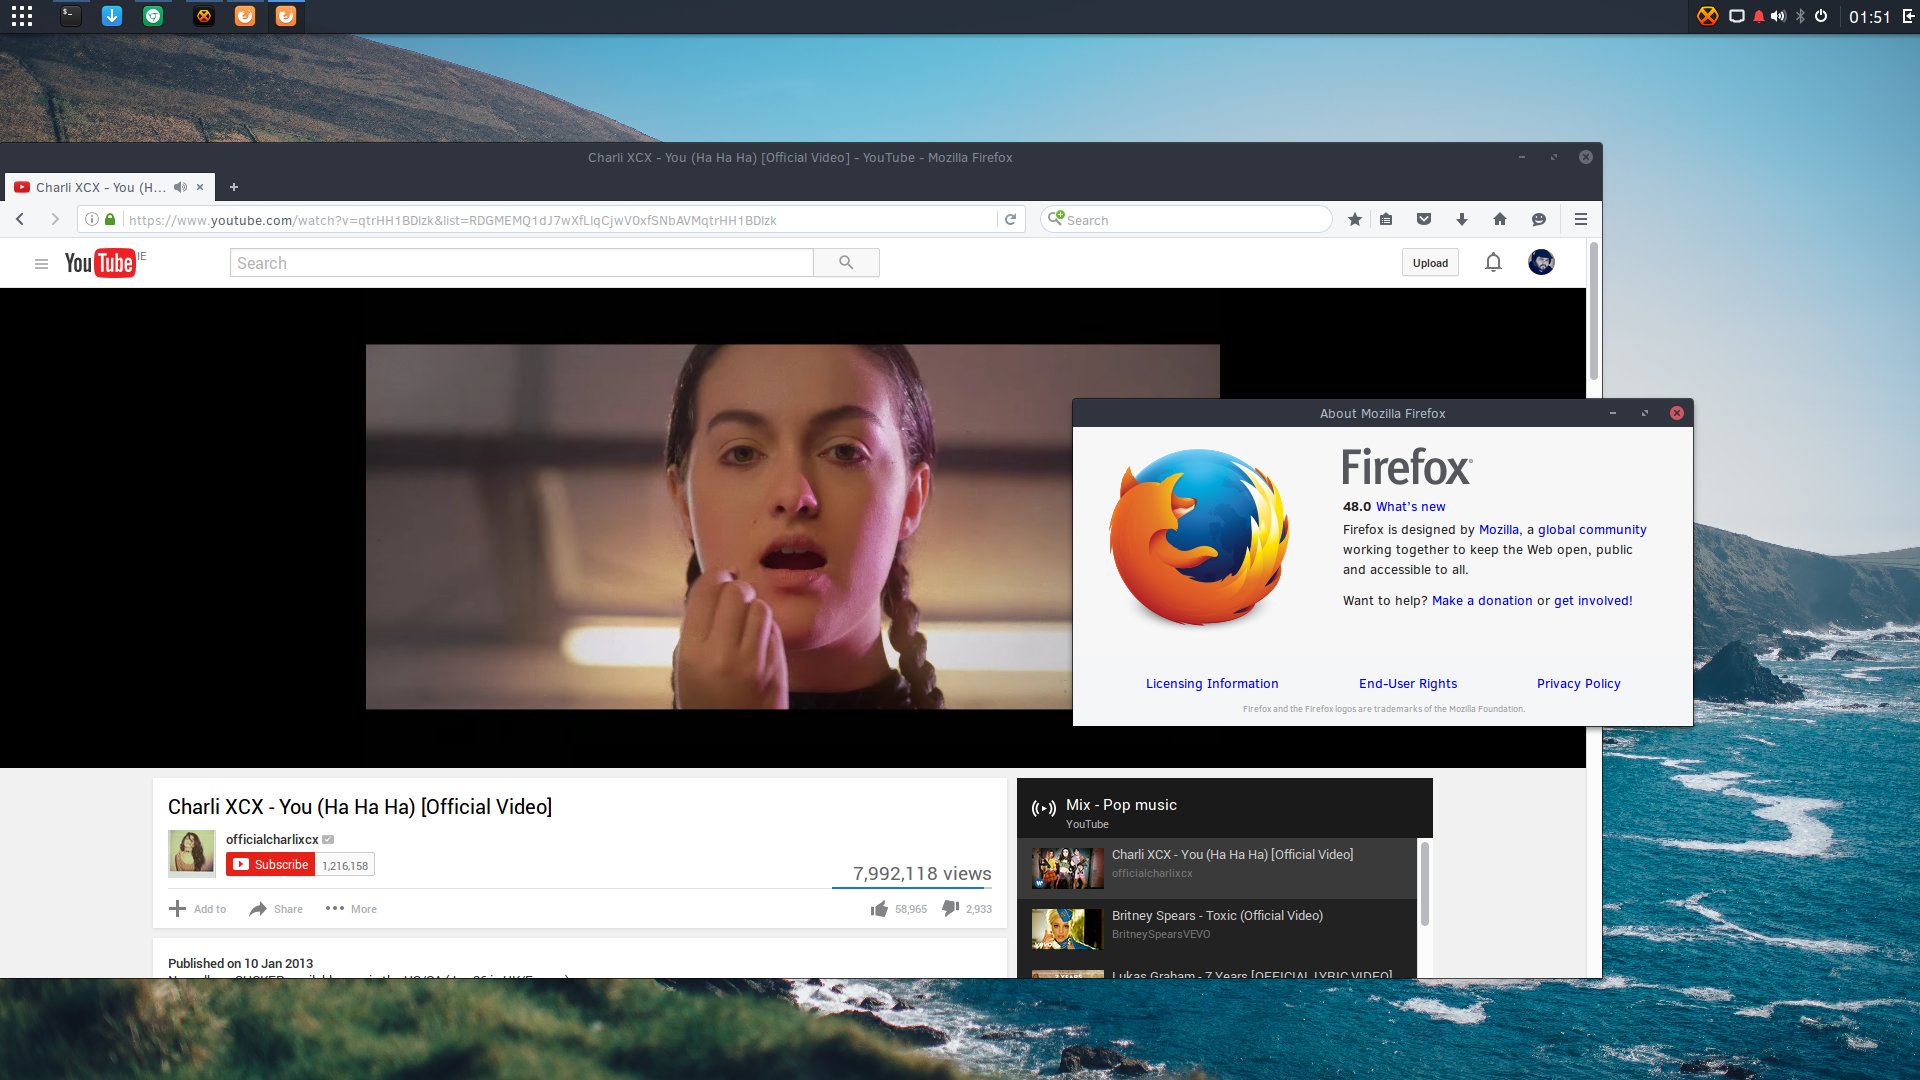 01:51
Charli XCX - You (Ha Ha Ha) [Official Video] - YouTube - Mozilla Firefox
Charli XCX - You (H...
https://www.youtube.com/watch?v=qtrHH1BDlzk&list=RDGMEMQ1dJ7wXfLlqCjwV0xfSNbAVMqtrHH1BDlzk
Search
YouTube IE
Search
Upload
About Mozilla Firefox
Firefox
48.0 What's new
Firefox is designed by Mozilla, a global community
working together to keep the Web open, public
and accessible to all.
Want to help? Make a donation or get involved!
Licensing Information
End-User Rights
Privacy Policy
Firefox and the Firefox logos are trademarks of the Mozilla Foundation.
Charli XCX - You (Ha Ha Ha) [Official Video]
officialcharlixcx
Subscribe 1,216,158
7,992,118 views
Add to
Share
More
58,965
2,933
Published on 10 Jan 2013
Mix - Pop music
YouTube
Charli XCX - You (Ha Ha Ha) [Official Video]
officialcharlixcx
Britney Spears - Toxic (Official Video)
BritneySpearsVEVO
Lukas Graham - 7 Years [OFFICIAL LYRIC VIDEO]